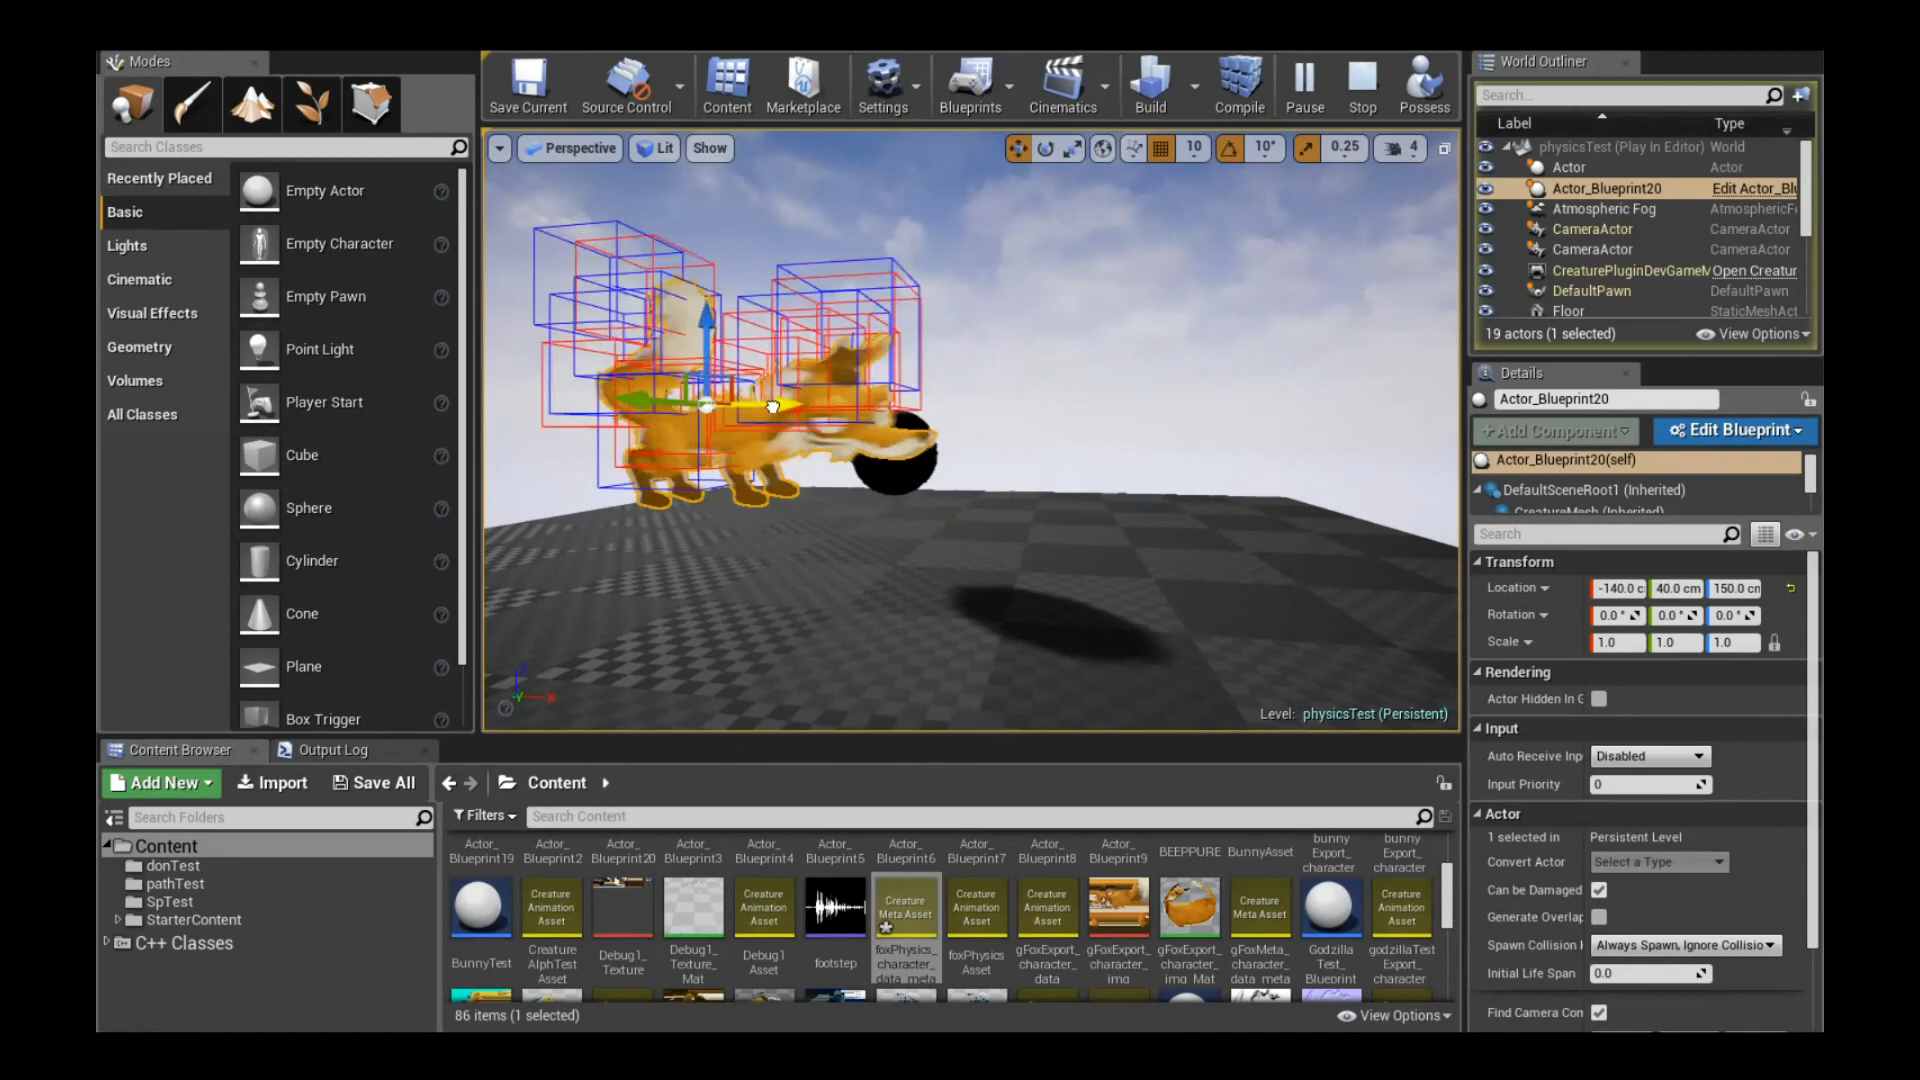 Modes
Save Current
Source Control
Content
Marketplace
Settings
Blueprints
Cinematics
Build
Compile
Pause
Stop
Possess
Search Classes
Recently Placed
Basic
Lights
Cinematic
Visual Effects
Geometry
Volumes
All Classes
Empty Actor
Empty Character
Empty Pawn
Point Light
Player Start
Cube
Sphere
Cylinder
Cone
Plane
Box Trigger
Perspective
Lit
Show
10
10°
0.25
4
Level: physicsTest (Persistent)
World Outliner
Search...
Label Type
physicsTest (Play In Editor) World
Actor Actor
Actor_Blueprint20 Edit Actor_Blu
Atmospheric Fog AtmosphericF
CameraActor CameraActor
CameraActor CameraActor
CreaturePluginDevGameM Open Creatur
DefaultPawn DefaultPawn
Floor StaticMeshAct
19 actors (1 selected) View Options
Details
Actor_Blueprint20
+Add Component Edit Blueprint
Actor_Blueprint20(self)
DefaultSceneRoot1 (Inherited)
CreatureMesh (Inherited)
Search
Transform
Location -140.0 c 40.0 cm 150.0 cm
Rotation 0.0 ° 0.0 ° 0.0 °
Scale 1.0 1.0 1.0
Rendering
Actor Hidden In G
Input
Auto Receive Inp Disabled
Input Priority 0
Actor
1 selected in Persistent Level
Convert Actor Select a Type
Can be Damaged
Generate Overlap
Spawn Collision H Always Spawn, Ignore Collisio
Initial Life Span 0.0
Find Camera Con
Content Browser
Output Log
Add New Import Save All
Content
Search Folders
Content
donTest
pathTest
SpTest
StarterContent
C++ Classes
Filters Search Content
Actor_
Blueprint19
Actor_
Blueprint2
Actor_
Blueprint20
Actor_
Blueprint3
Actor_
Blueprint4
Actor_
Blueprint5
Actor_
Blueprint6
Actor_
Blueprint7
Actor_
Blueprint8
Actor_
Blueprint9
BEEPPURE
BunnyAsset
bunny
Export_
character
bunny
Export_
character
Creature
Animation
Asset
Creature
Animation
Asset
Creature
Meta Asset
Creature
Animation
Asset
Creature
Animation
Asset
Creature
Meta Asset
Creature
Animation
Asset
BunnyTest
Creature
AlphTest
Asset
Debug1_
Texture
Debug1_
Texture_
Mat
Debug1
Asset
footstep
foxPhysics_
character_
data_meta
foxPhysics
Asset
gFoxExport_
character_
data
gFoxExport_
character_
img
gFoxExport_
character_
img_Mat
gFoxMeta_
character_
data_meta
Godzilla
Test_
Blueprint
godzillaTest
Export_
character
86 items (1 selected)
View Options